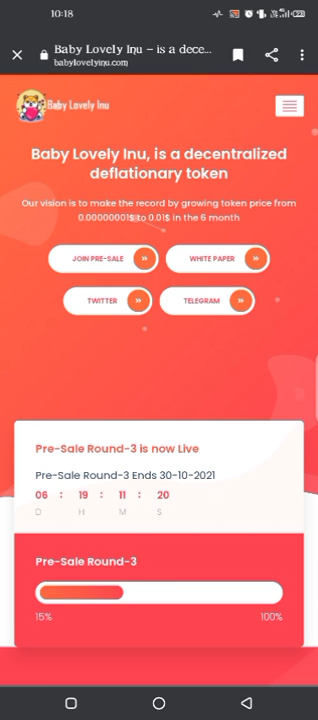 10:18
Baby Lovely Inu – is a dece...
babylovelyinu.com
Baby Lovely Inu
Baby Lovely Inu, is a decentralized
deflationary token
Our vision is to make the record by growing token price from
0.00000001$ to 0.01$ in the 6 month
JOIN PRE-SALE »
WHITE PAPER »
TWITTER »
TELEGRAM »
Pre-Sale Round-3 is now Live
Pre-Sale Round-3 Ends 30-10-2021
06 : 19 : 11 : 20
D H M S
Pre-Sale Round-3
15% 100%